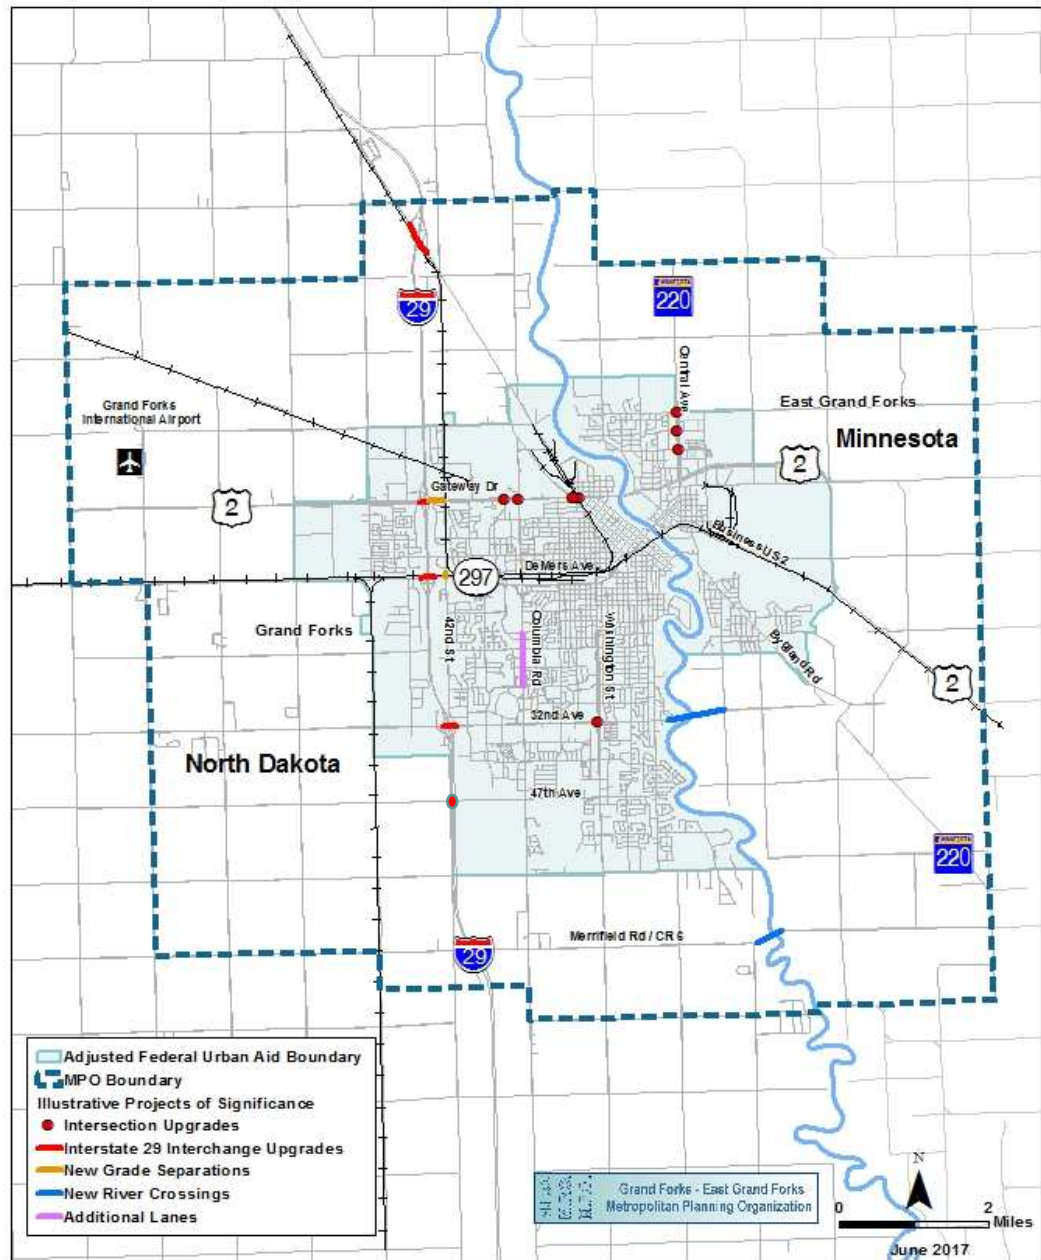 29
MINNESOTA
220
Central Ave
Grand Forks
International Airport
East Grand Forks
Minnesota
2
2
Gateway Dr
Business US 2
DeMers Ave
297
Grand Forks
42nd St
Columbia Rd
Washington St
Bygland Rd
2
32nd Ave
North Dakota
47th Ave
MINNESOTA
220
Merrifield Rd / CR 6
29
Adjusted Federal Urban Aid Boundary
MPO Boundary
Illustrative Projects of Significance
Intersection Upgrades
Interstate 29 Interchange Upgrades
New Grade Separations
New River Crossings
Additional Lanes
Grand Forks - East Grand Forks
Metropolitan Planning Organization
N
0 2
Miles
June 2017